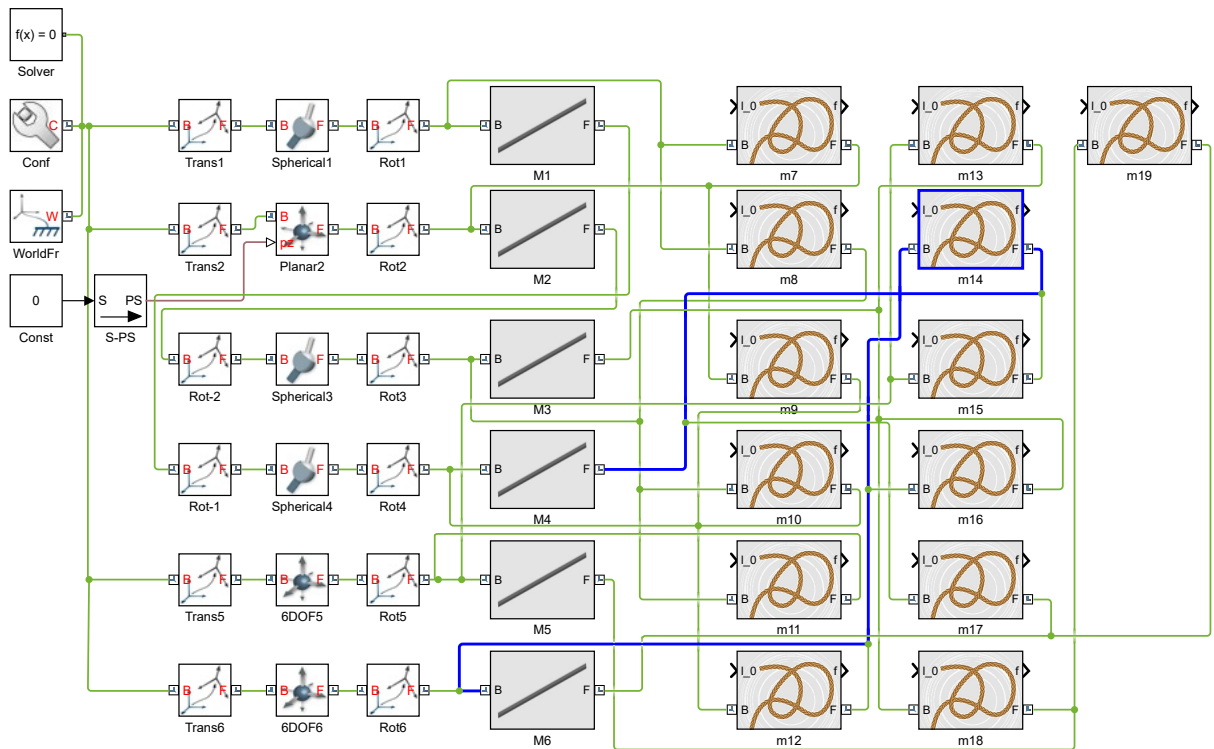 f(x) = 0
Solver
C
Conf
W
WorldFr
0
Const
S PS
S-PS
B F
Trans1
B F
Spherical1
B F
Rot1
B F
M1
I_0 f
B F
m7
I_0 f
B F
m13
I_0 f
B F
m19
B F
Trans2
B F
pz
Planar2
B F
Rot2
B F
M2
I_0 f
B F
m8
I_0 f
B F
m14
B F
Rot-2
B F
Spherical3
B F
Rot3
B F
M3
I_0 f
B F
m9
I_0 f
B F
m15
B F
Rot-1
B F
Spherical4
B F
Rot4
B F
M4
I_0 f
B F
m10
I_0 f
B F
m16
B F
Trans5
B F
6DOF5
B F
Rot5
B F
M5
I_0 f
B F
m11
I_0 f
B F
m17
B F
Trans6
B F
6DOF6
B F
Rot6
B F
M6
I_0 f
B F
m12
I_0 f
B F
m18